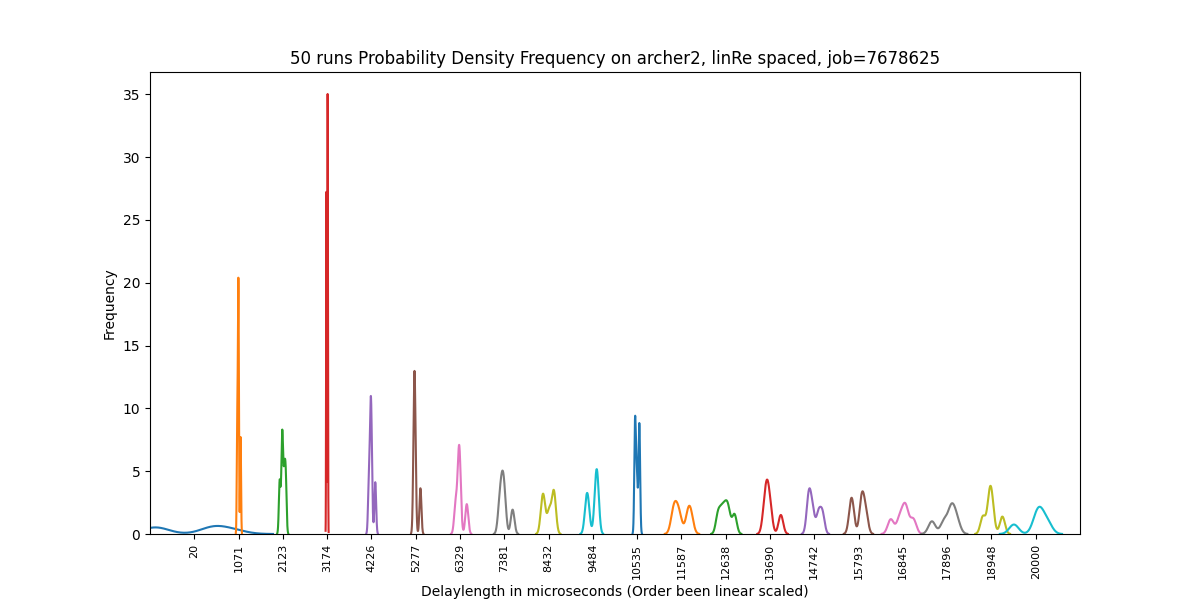 50 runs Probability Density Frequency on archer2, linRe spaced, job=7678625
Frequency
35
30
25
20
15
10
5
0
20 1071 2123 3174 4226 5277 6329 7381 8432 9484 10535 11587 12638 13690 14742 15793 16845 17896 18948 20000
Delaylength in microseconds (Order been linear scaled)